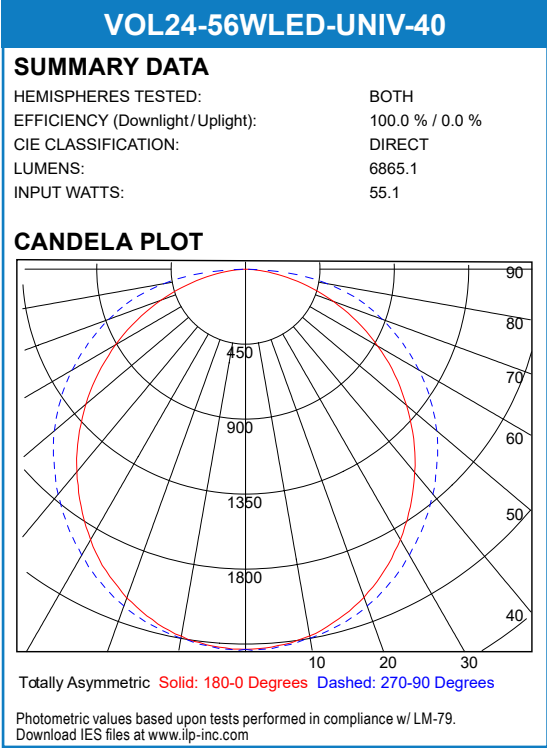 VOL24-56WLED-UNIV-40
SUMMARY DATA
HEMISPHERES TESTED: BOTH
EFFICIENCY (Downlight/Uplight): 100.0 % / 0.0 %
CIE CLASSIFICATION: DIRECT
LUMENS: 6865.1
INPUT WATTS: 55.1
CANDELA PLOT
90
80
450
70
900
60
1350
50
1800
40
10 20 30
Totally Asymmetric Solid: 180-0 Degrees Dashed: 270-90 Degrees
Photometric values based upon tests performed in compliance w/ LM-79.
Download IES files at www.ilp-inc.com